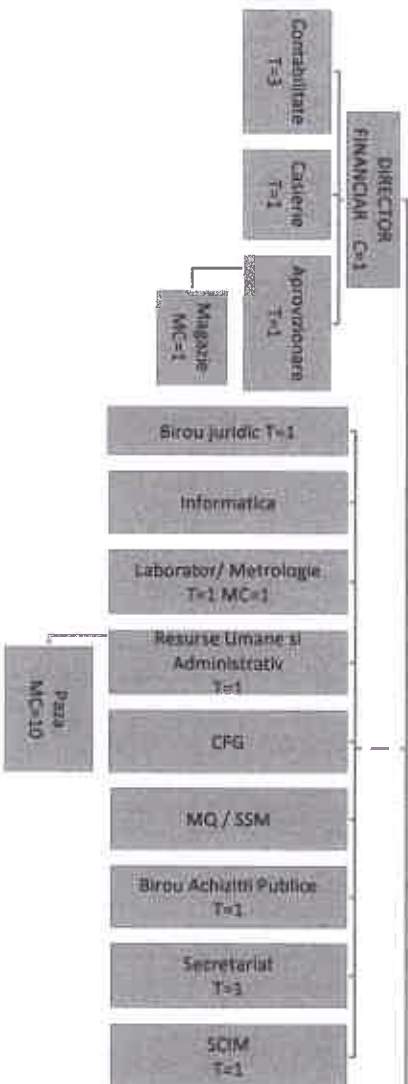 DIRECTOR
FINANCIAR C=1
Contabilitate
T=3
Casierie
T=1
Aprovizionare
T=1
Magazie
MC=1
Birou juridic T=1
Informatica
Laborator/ Metrologie
T=1 MC=1
Resurse Umane si
Administrativ
T=1
Paza
MC=10
CFG
MQ / SSM
Birou Achizitii Publice
T=1
Secretariat
T=1
SCIM
T=1